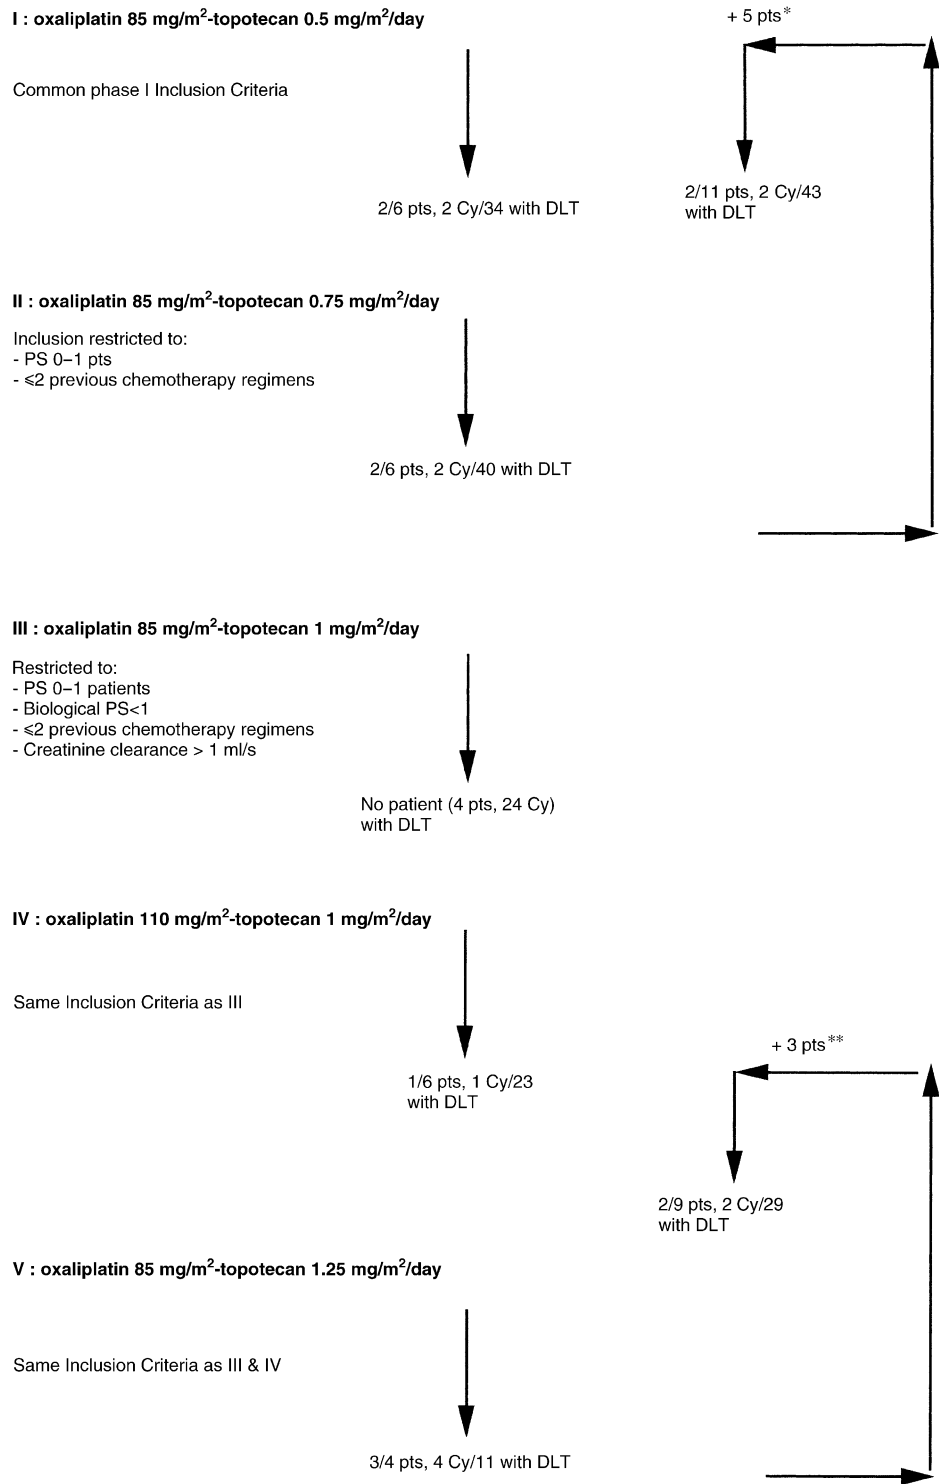 I : oxaliplatin 85 mg/m²-topotecan 0.5 mg/m²/day
+ 5 pts*
Common phase I Inclusion Criteria
2/6 pts, 2 Cy/34 with DLT
2/11 pts, 2 Cy/43
with DLT
II : oxaliplatin 85 mg/m²-topotecan 0.75 mg/m²/day
Inclusion restricted to:
- PS 0–1 pts
- ⩽2 previous chemotherapy regimens
2/6 pts, 2 Cy/40 with DLT
III : oxaliplatin 85 mg/m²-topotecan 1 mg/m²/day
Restricted to:
- PS 0–1 patients
- Biological PS<1
- ⩽2 previous chemotherapy regimens
- Creatinine clearance > 1 ml/s
No patient (4 pts, 24 Cy)
with DLT
IV : oxaliplatin 110 mg/m²-topotecan 1 mg/m²/day
Same Inclusion Criteria as III
+ 3 pts**
1/6 pts, 1 Cy/23
with DLT
2/9 pts, 2 Cy/29
with DLT
V : oxaliplatin 85 mg/m²-topotecan 1.25 mg/m²/day
Same Inclusion Criteria as III & IV
3/4 pts, 4 Cy/11 with DLT